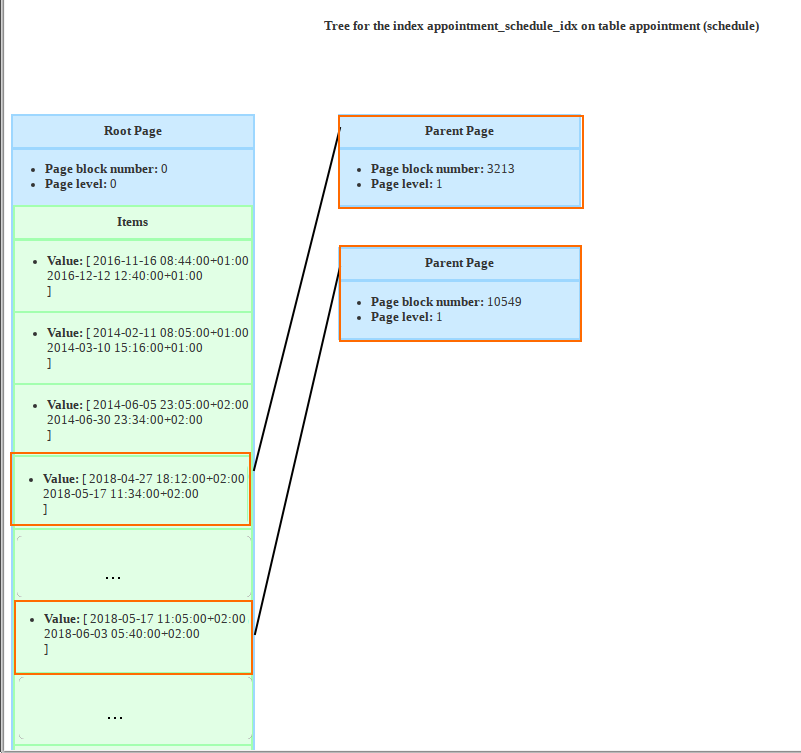 Tree for the index appointment_schedule_idx on table appointment (schedule)
Root Page
• Page block number: 0
• Page level: 0
Items
• Value: [ 2016-11-16 08:44:00+01:00
2016-12-12 12:40:00+01:00
]
• Value: [ 2014-02-11 08:05:00+01:00
2014-03-10 15:16:00+01:00
]
• Value: [ 2014-06-05 23:05:00+02:00
2014-06-30 23:34:00+02:00
]
• Value: [ 2018-04-27 18:12:00+02:00
2018-05-17 11:34:00+02:00
]
...
• Value: [ 2018-05-17 11:05:00+02:00
2018-06-03 05:40:00+02:00
]
...
Parent Page
• Page block number: 3213
• Page level: 1
Parent Page
• Page block number: 10549
• Page level: 1